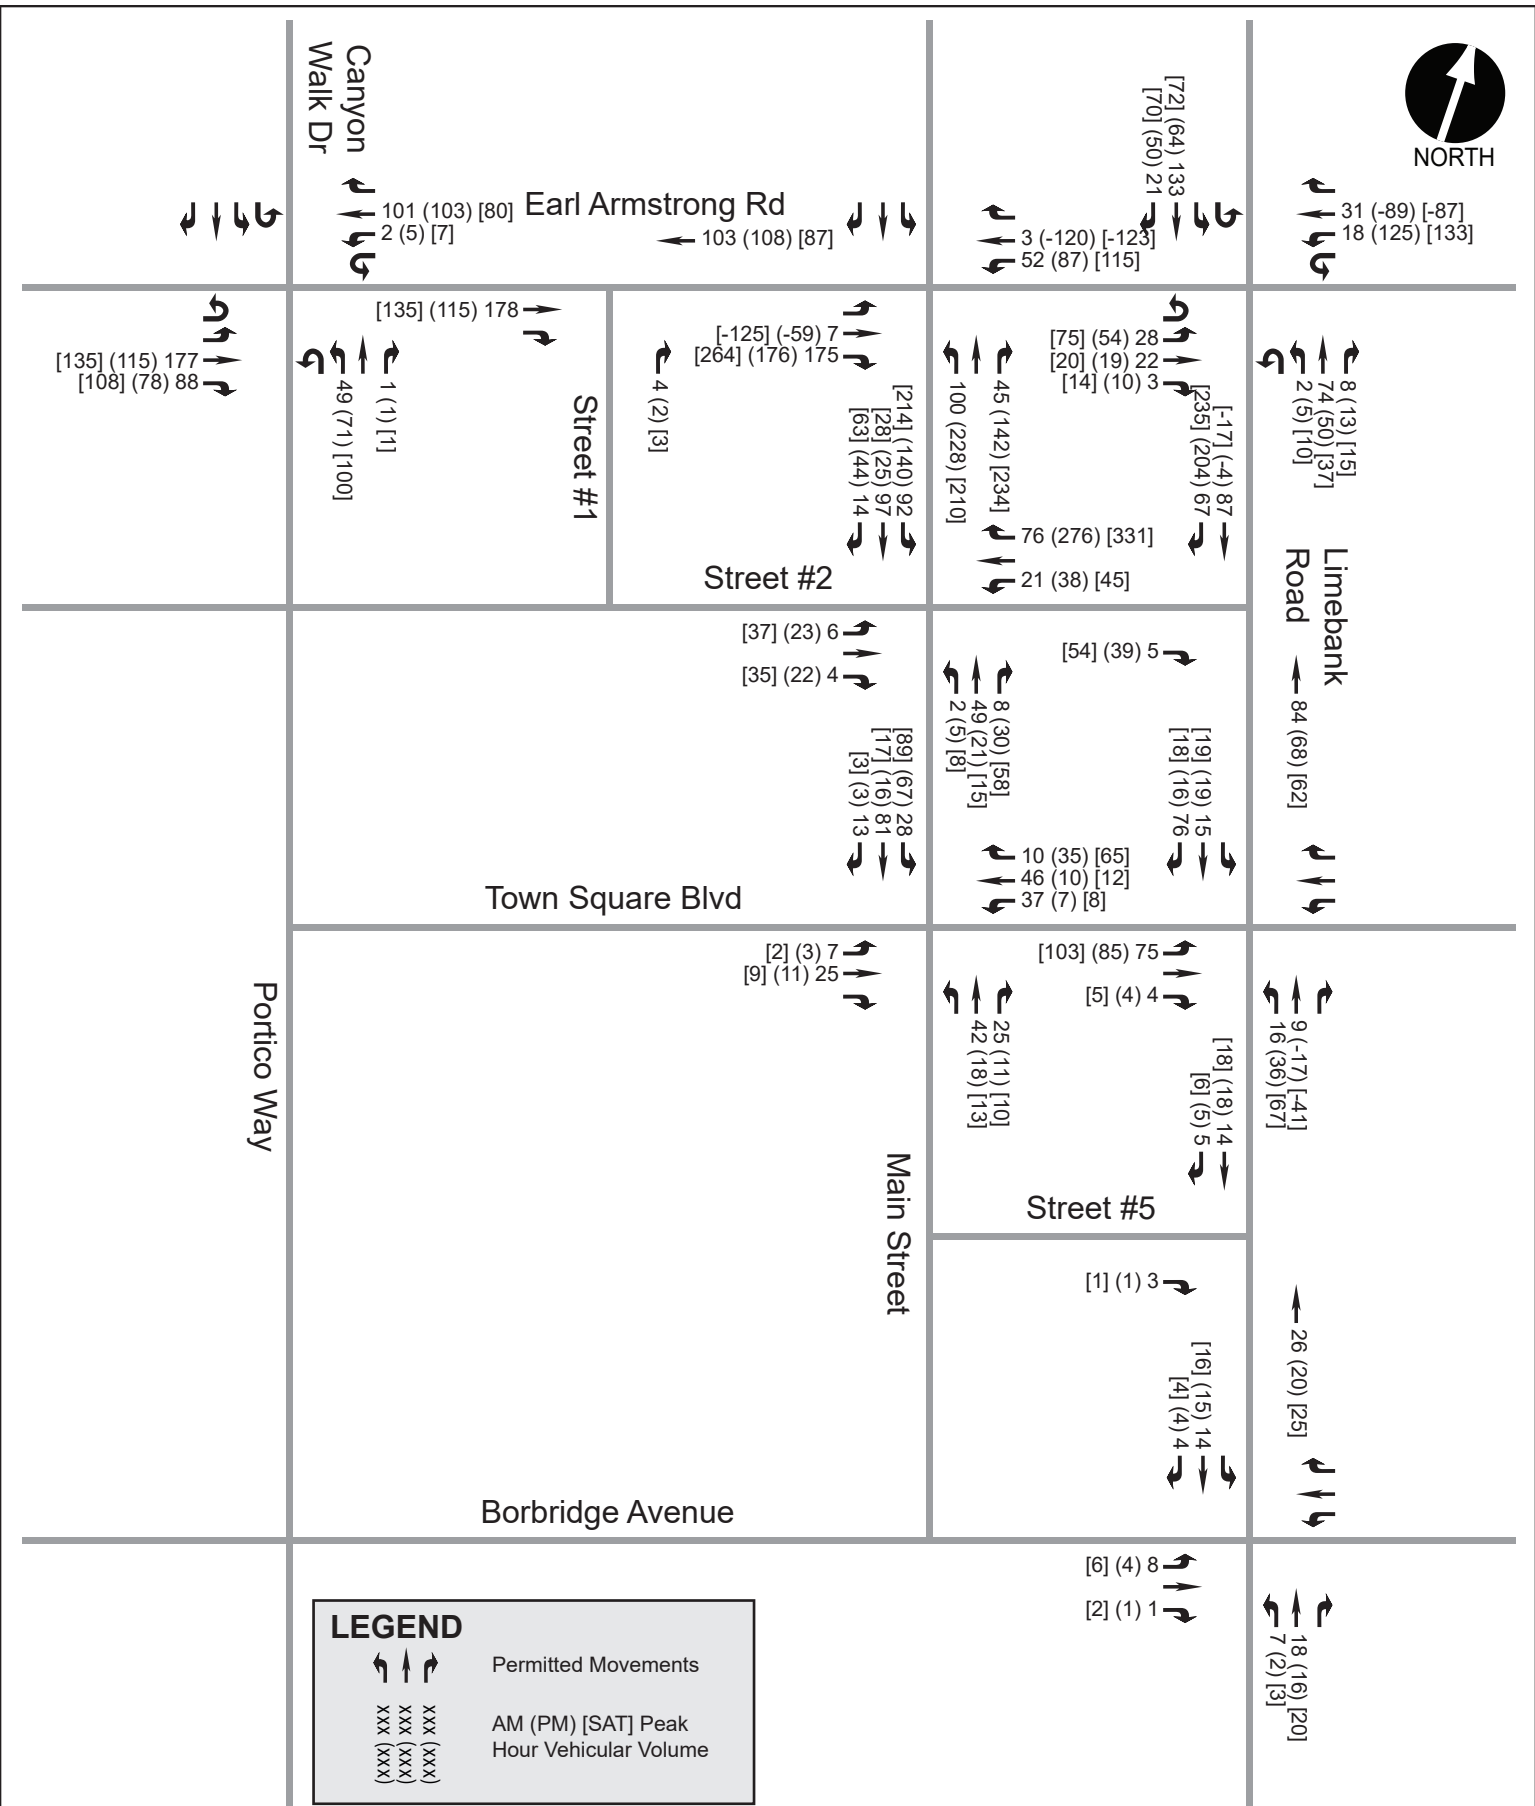 Canyon
Walk Dr
NORTH
[72] (64) 133
[70] (50) 21
101 (103) [80]
2 (5) [7]
Earl Armstrong Rd
103 (108) [87]
3 (-120) [-123]
52 (87) [115]
31 (-89) [-87]
18 (125) [133]
[135] (115) 177
[108] (78) 88
49 (71) [100]
1 (1) [1]
[135] (115) 178
Street #1
4 (2) [3]
[-125] (-59) 7
[264] (176) 175
[214] (140) 92
[28] (25) 97
[63] (44) 14
100 (228) [210]
45 (142) [234]
[75] (54) 28
[20] (19) 22
[14] (10) 3
[-17] (-4) 87
[235] (204) 67
8 (13) [15]
74 (50) [37]
2 (5) [10]
76 (276) [331]
21 (38) [45]
Street #2
Limebank
Road
[37] (23) 6
[35] (22) 4
[54] (39) 5
8 (30) [58]
49 (21) [15]
2 (5) [8]
84 (68) [62]
[89] (67) 28
[17] (16) 81
[3] (3) 13
[19] (19) 15
[18] (16) 76
10 (35) [65]
46 (10) [12]
37 (7) [8]
Town Square Blvd
[2] (3) 7
[9] (11) 25
[103] (85) 75
[5] (4) 4
25 (11) [10]
42 (18) [13]
9 (-17) [-41]
16 (36) [67]
[18] (18) 14
[6] (5) 5
Portico Way
Main Street
Street #5
[1] (1) 3
26 (20) [25]
[16] (15) 14
[4] (4) 4
Borbridge Avenue
[6] (4) 8
[2] (1) 1
18 (16) [20]
7 (2) [3]
LEGEND
Permitted Movements
xxx (xxx)
xxx (xxx)
xxx (xxx)
AM (PM) [SAT] Peak
Hour Vehicular Volume